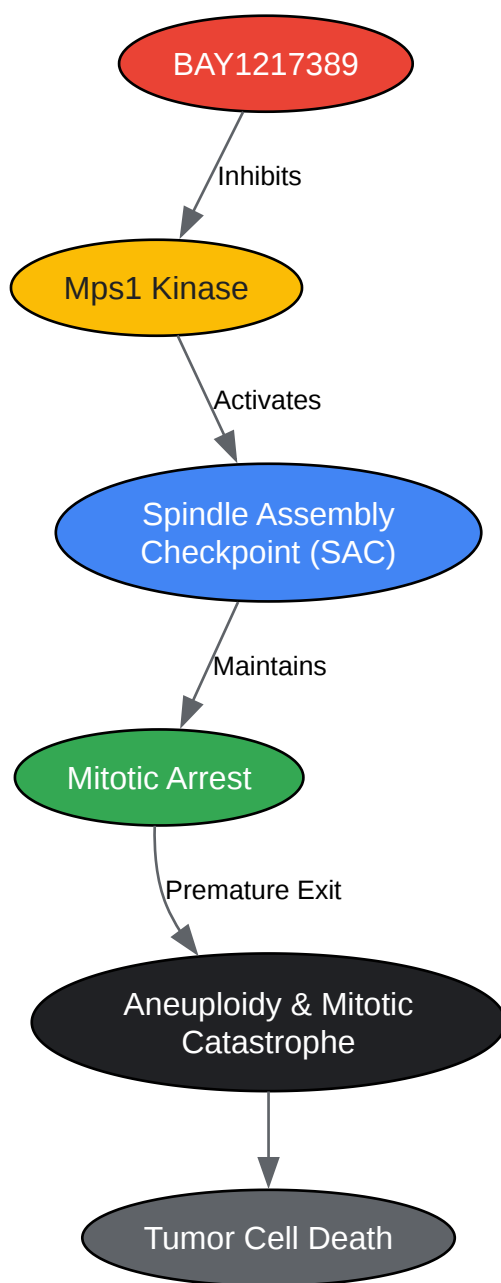 BAY1217389
Inhibits
Mps1 Kinase
Activates
Spindle Assembly
Checkpoint (SAC)
Maintains
Mitotic Arrest
Premature Exit
Aneuploidy & Mitotic
Catastrophe
Tumor Cell Death